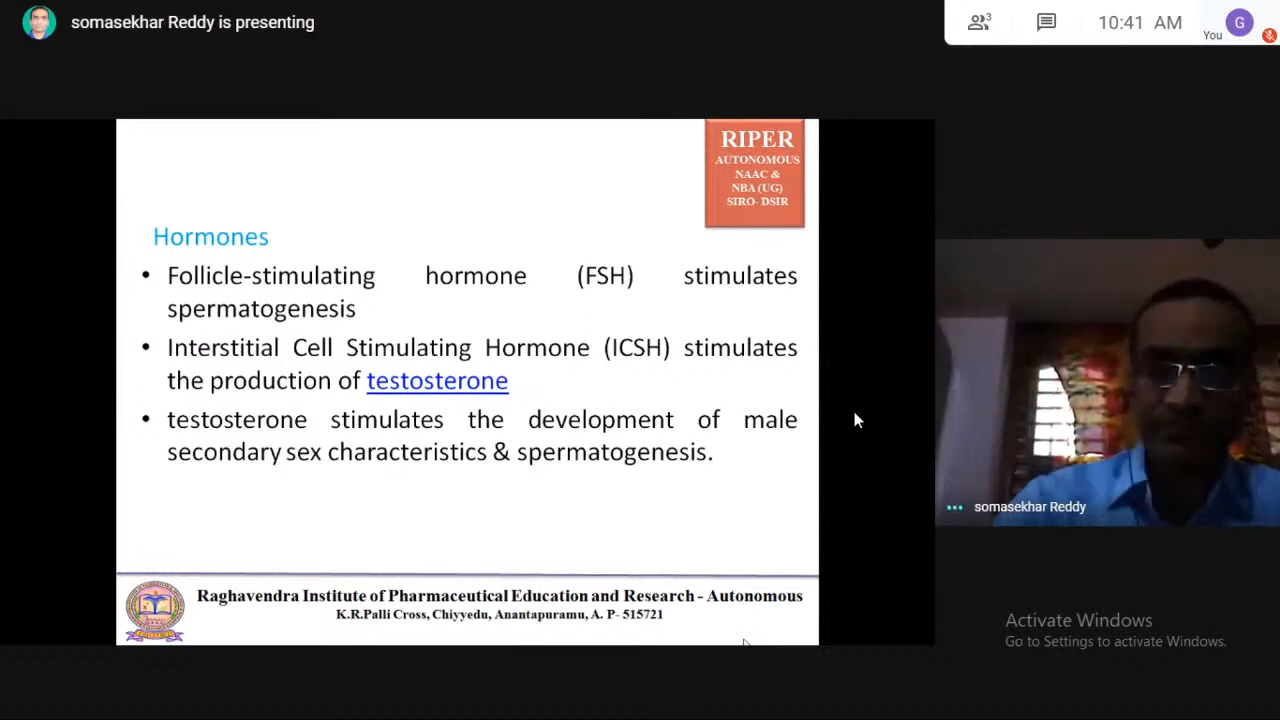 somasekhar Reddy is presenting
3
10:41 AM
You
G
RIPER
AUTONOMOUS
NAAC &
NBA (UG)
SIRO- DSIR
Hormones
• Follicle-stimulating hormone (FSH) stimulates
spermatogenesis
• Interstitial Cell Stimulating Hormone (ICSH) stimulates
the production of testosterone
• testosterone stimulates the development of male
secondary sex characteristics & spermatogenesis.
somasekhar Reddy
Raghavendra Institute of Pharmaceutical Education and Research - Autonomous
K.R.Palli Cross, Chiyyedu, Anantapuramu, A. P- 515721
Activate Windows
Go to Settings to activate Windows.